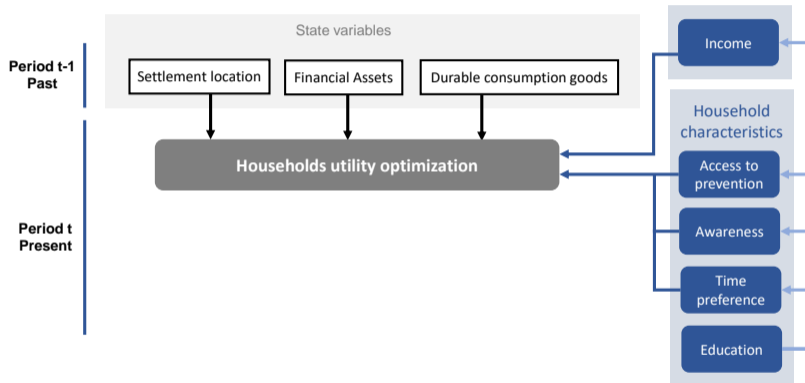 State variables
Period t-1
Past
Settlement location
Financial Assets
Durable consumption goods
Income
Households utility optimization
Period t
Present
Household
characteristics
Access to
prevention
Awareness
Time
preference
Education